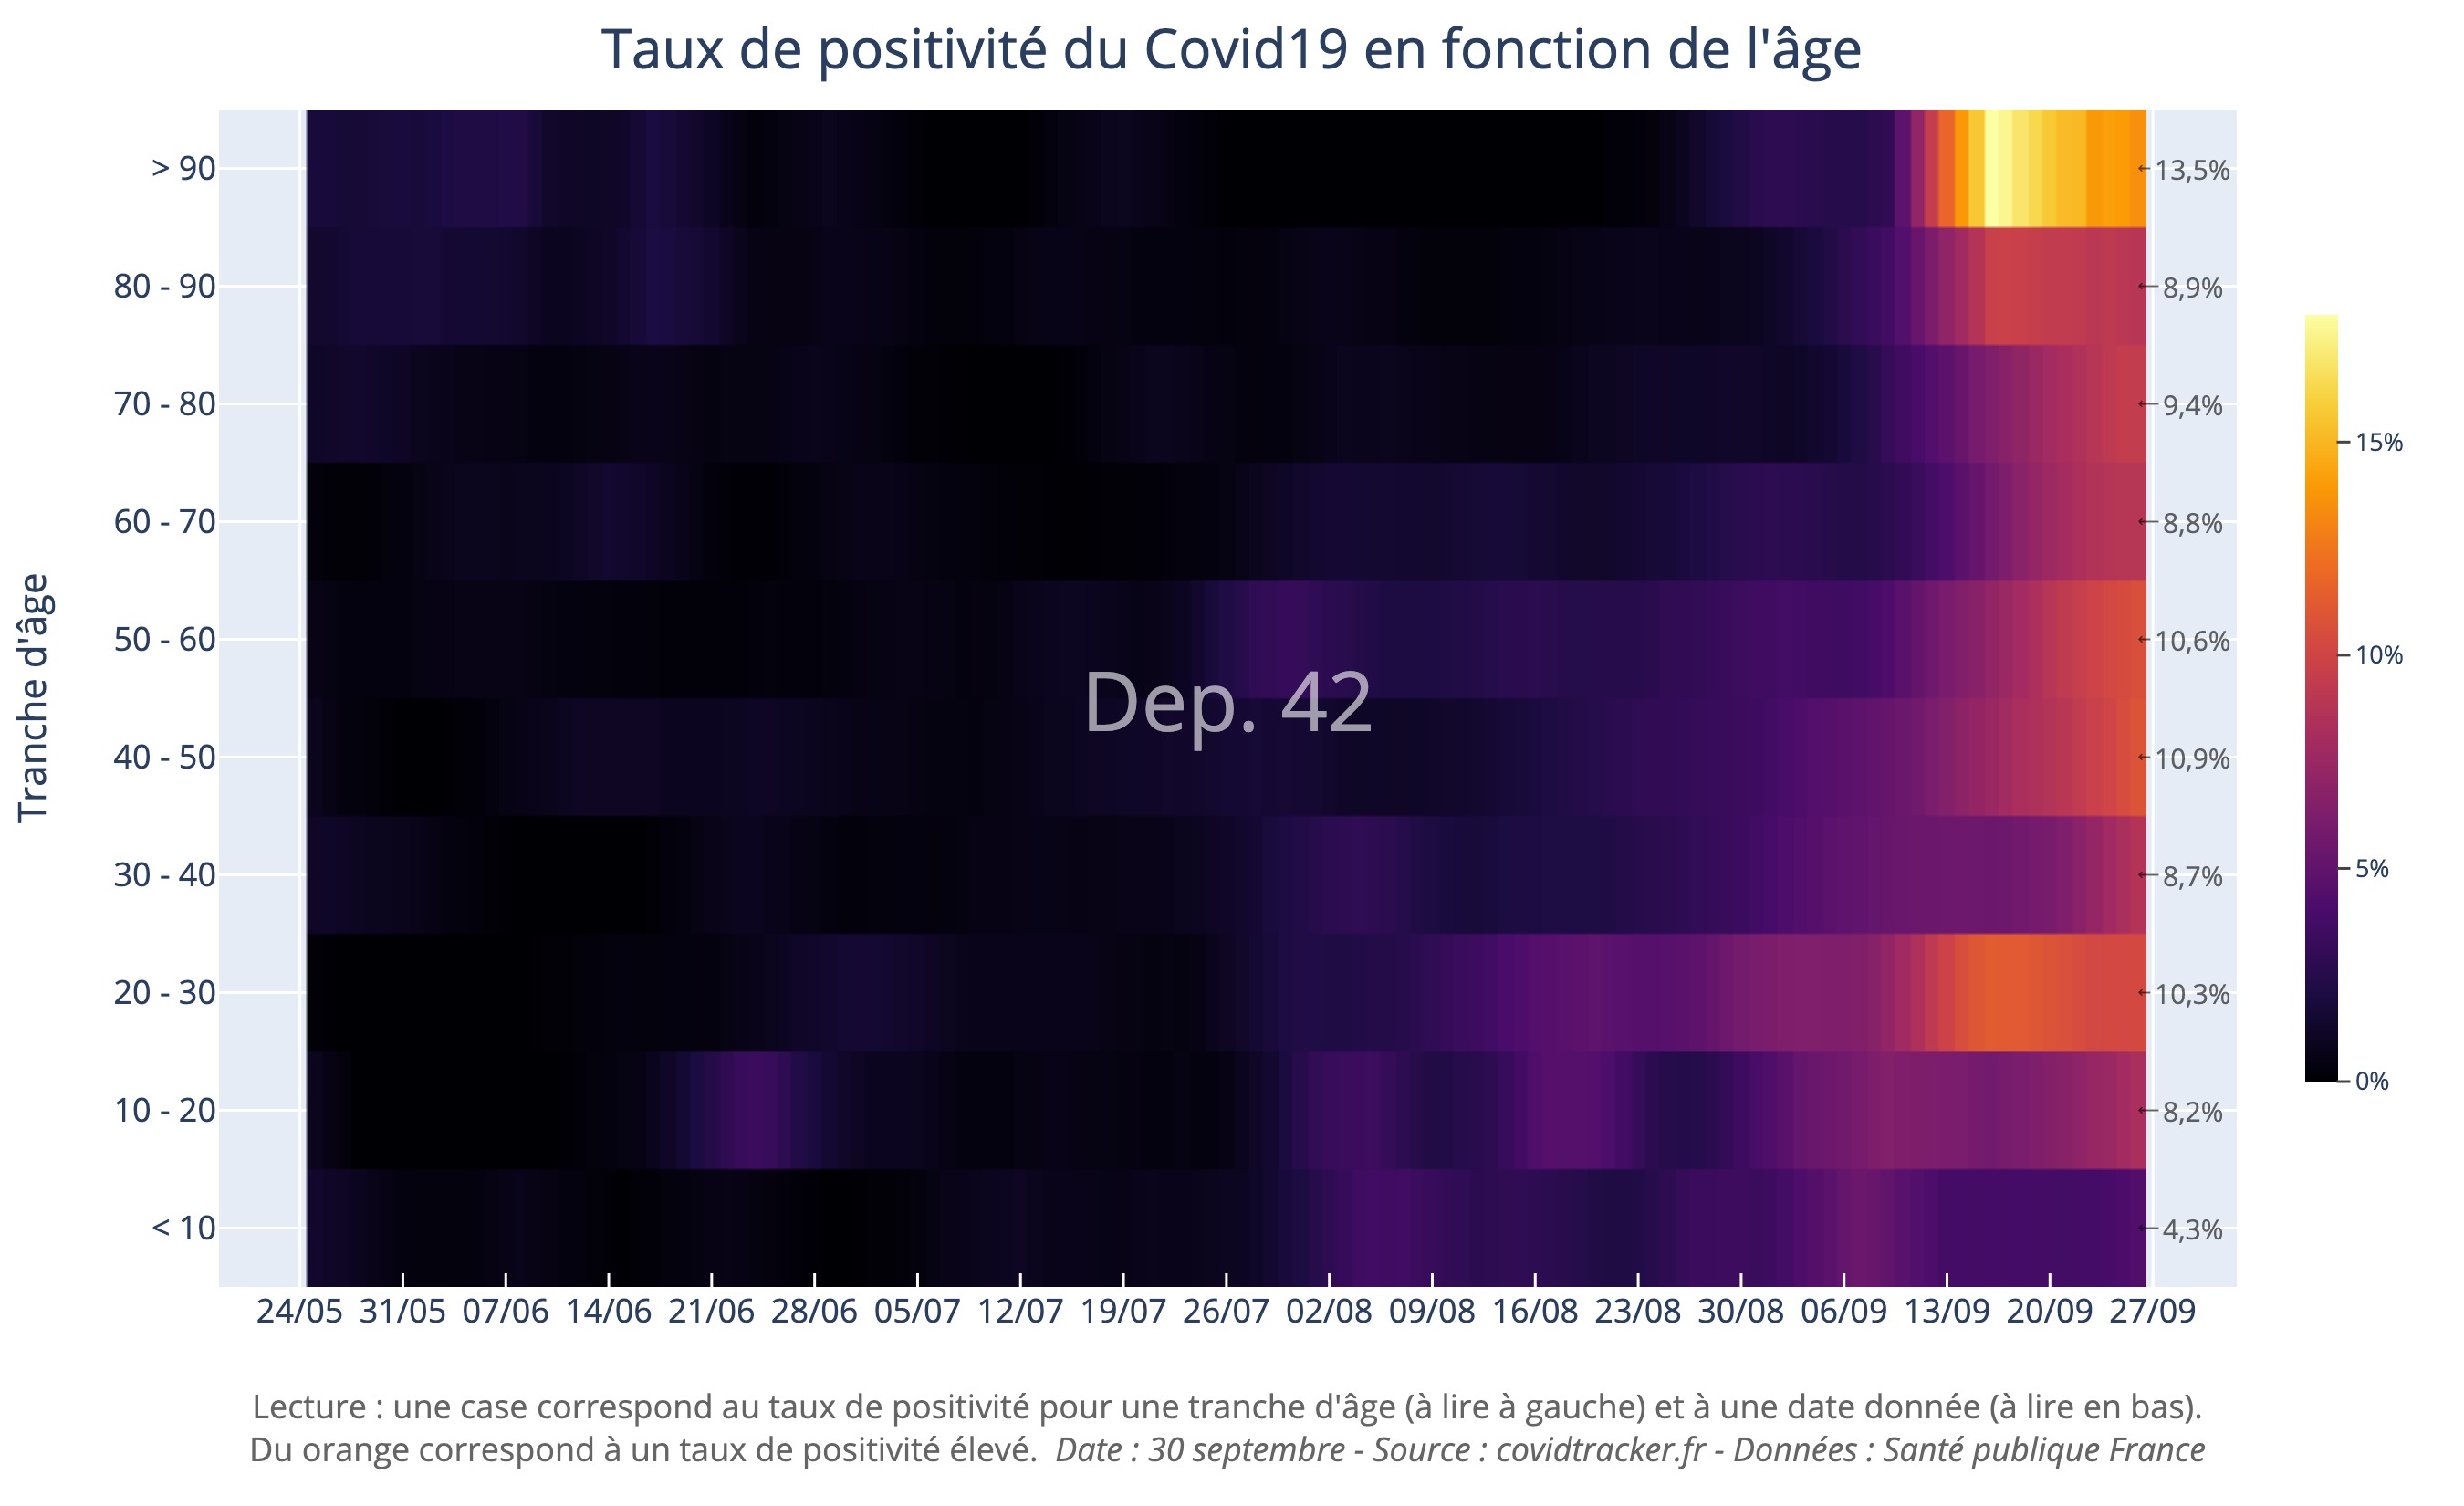 Taux de positivité du Covid19 en fonction de l'âge
Tranche d'âge
> 90
80 - 90
70 - 80
60 - 70
50 - 60
40 - 50
30 - 40
20 - 30
10 - 20
< 10
Dep. 42
13,5%
8,9%
9,4%
8,8%
10,6%
10,9%
8,7%
10,3%
8,2%
4,3%
15%
10%
5%
0%
24/05 31/05 07/06 14/06 21/06 28/06 05/07 12/07 19/07 26/07 02/08 09/08 16/08 23/08 30/08 06/09 13/09 20/09 27/09
Lecture : une case correspond au taux de positivité pour une tranche d'âge (à lire à gauche) et à une date donnée (à lire en bas).
Du orange correspond à un taux de positivité élevé. Date : 30 septembre - Source : covidtracker.fr - Données : Santé publique France